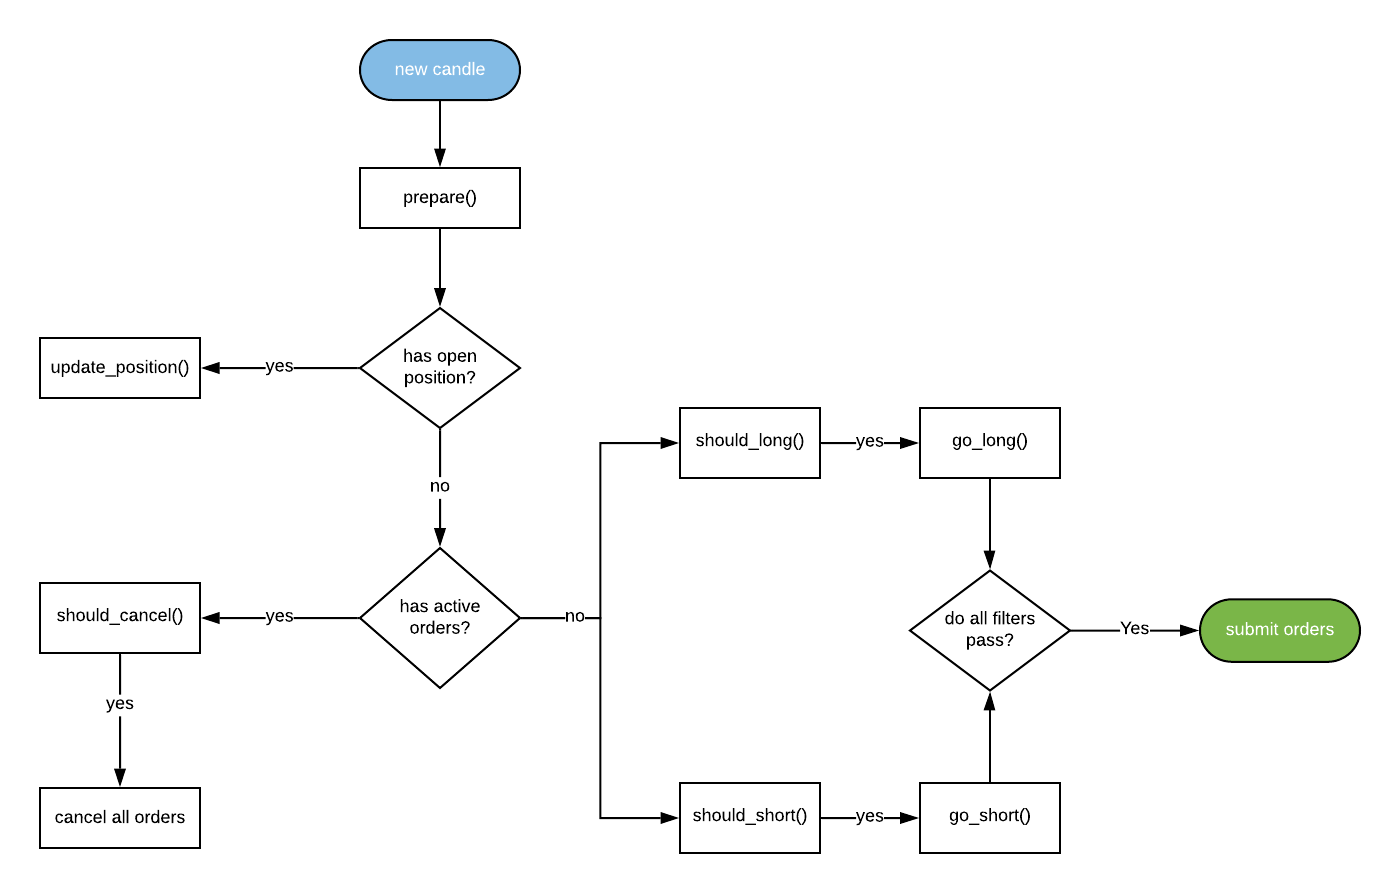 new candle
prepare()
has open
position?
yes
update_position()
no
has active
orders?
yes
should_cancel()
yes
cancel all orders
no
should_long()
yes
go_long()
should_short()
yes
go_short()
do all filters
pass?
Yes
submit orders